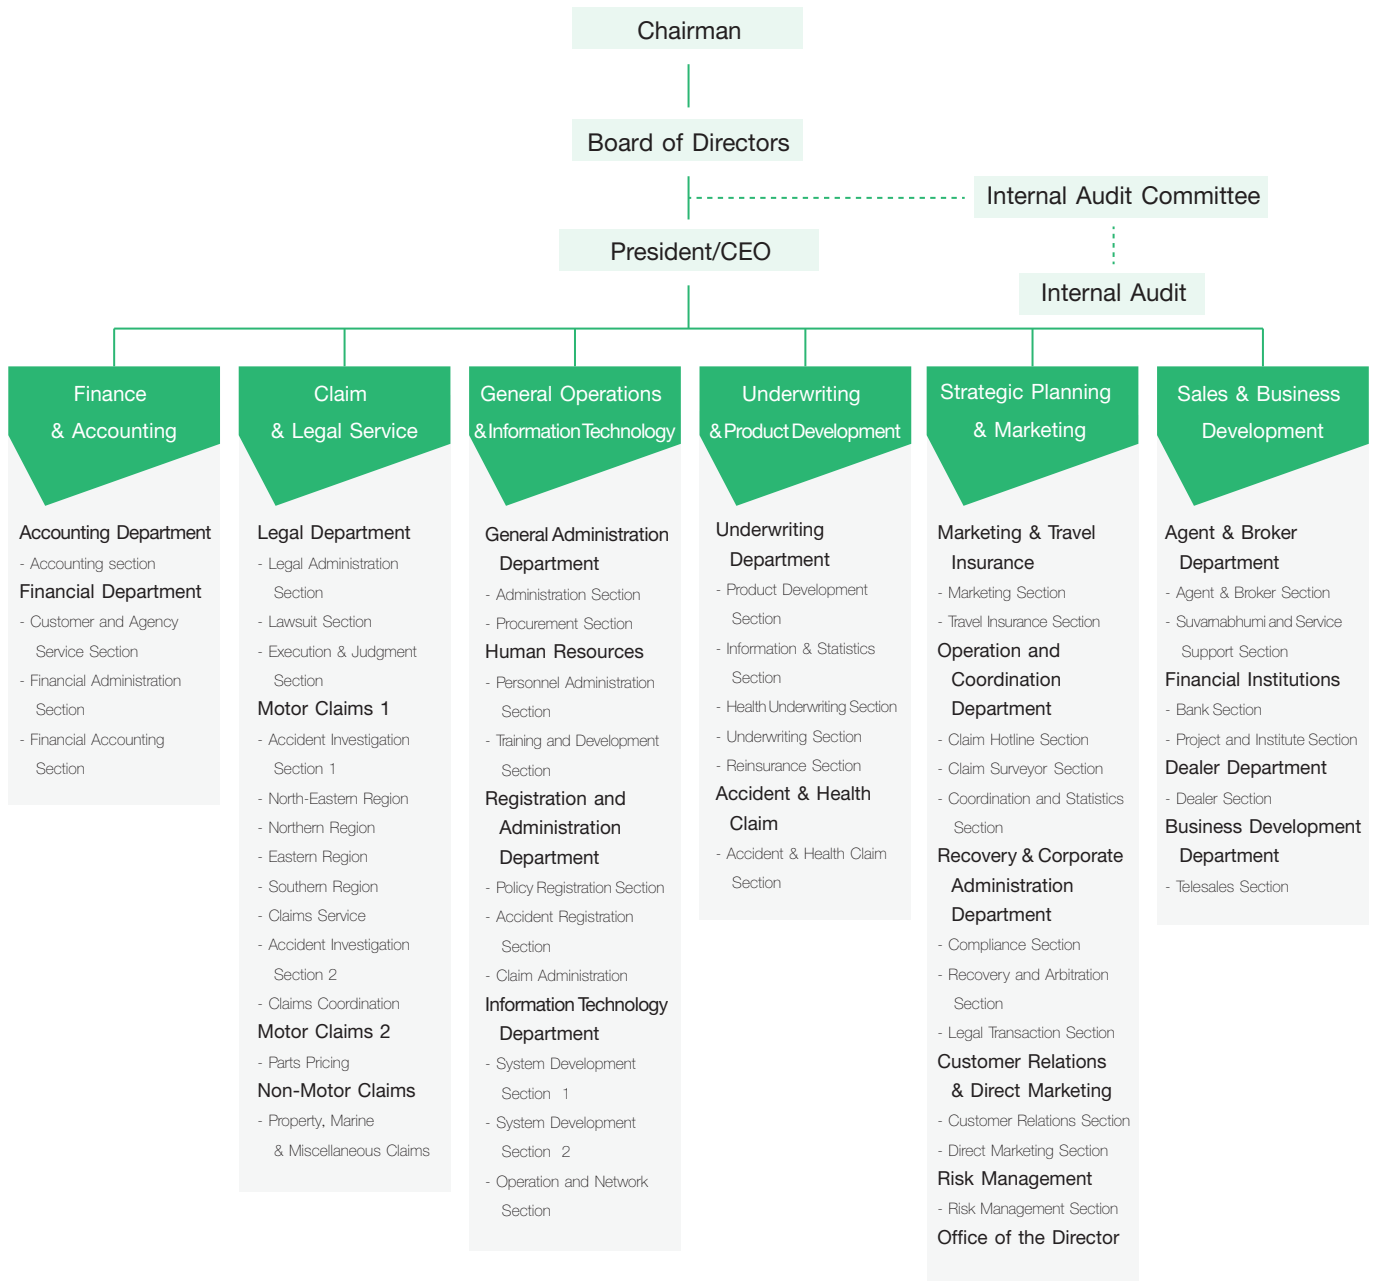 Chairman
Board of Directors
Internal Audit Committee
President/CEO
Internal Audit
Finance
& Accounting
Accounting Department
- Accounting section
Financial Department
- Customer and Agency
Service Section
- Financial Administration
Section
- Financial Accounting
Section
Claim
& Legal Service
Legal Department
- Legal Administration
Section
- Lawsuit Section
- Execution & Judgment
Section
Motor Claims 1
- Accident Investigation
Section 1
- North-Eastern Region
- Northern Region
- Eastern Region
- Southern Region
- Claims Service
- Accident Investigation
Section 2
- Claims Coordination
Motor Claims 2
- Parts Pricing
Non-Motor Claims
- Property, Marine
& Miscellaneous Claims
General Operations
& Information Technology
General Administration
Department
- Administration Section
- Procurement Section
Human Resources
- Personnel Administration
Section
- Training and Development
Section
Registration and
Administration
Department
- Policy Registration Section
- Accident Registration
Section
- Claim Administration
Information Technology
Department
- System Development
Section 1
- System Development
Section 2
- Operation and Network
Section
Underwriting
& Product Development
Underwriting
Department
- Product Development
Section
- Information & Statistics
Section
- Health Underwriting Section
- Underwriting Section
- Reinsurance Section
Accident & Health
Claim
- Accident & Health Claim
Section
Strategic Planning
& Marketing
Marketing & Travel
Insurance
- Marketing Section
- Travel Insurance Section
Operation and
Coordination
Department
- Claim Hotline Section
- Claim Surveyor Section
- Coordination and Statistics
Section
Recovery & Corporate
Administration
Department
- Compliance Section
- Recovery and Arbitration
Section
- Legal Transaction Section
Customer Relations
& Direct Marketing
- Customer Relations Section
- Direct Marketing Section
Risk Management
- Risk Management Section
Office of the Director
Sales & Business
Development
Agent & Broker
Department
- Agent & Broker Section
- Suvarnabhumi and Service
Support Section
Financial Institutions
- Bank Section
- Project and Institute Section
Dealer Department
- Dealer Section
Business Development
Department
- Telesales Section